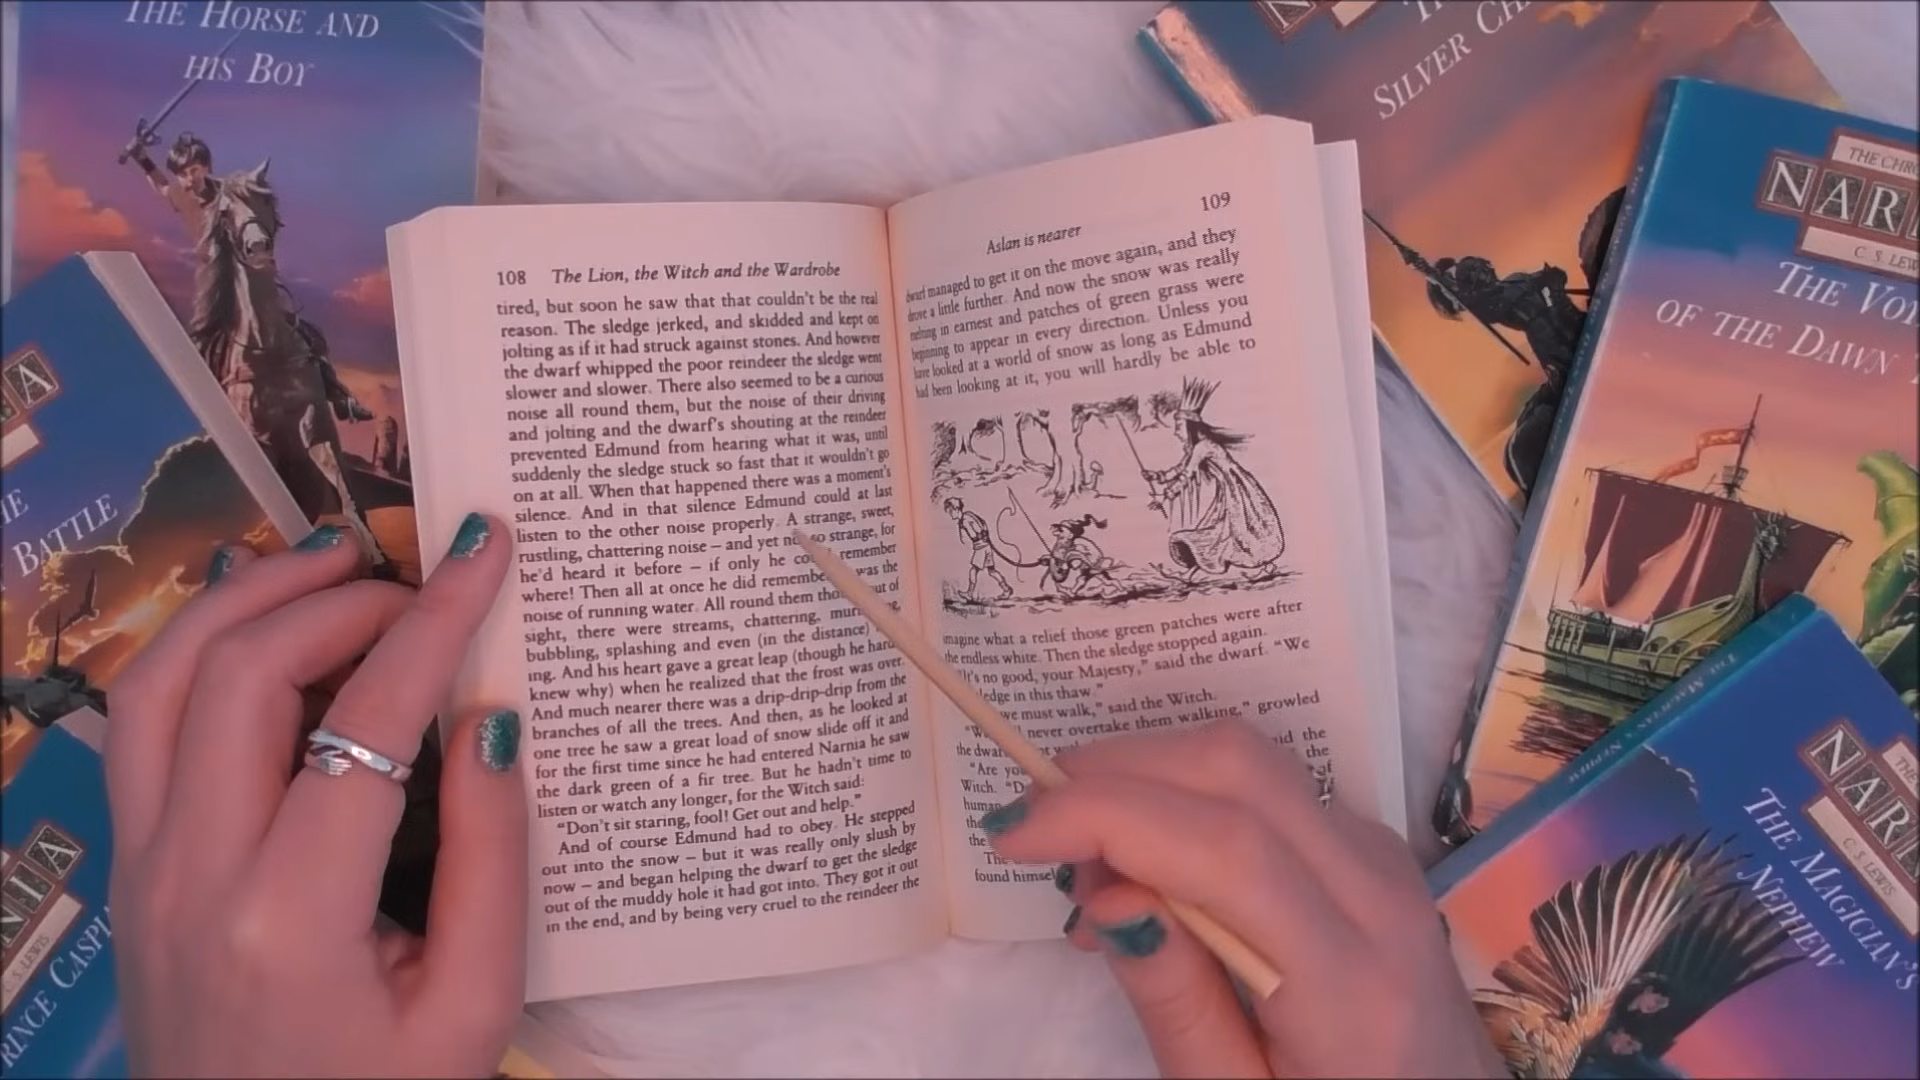 THE HORSE AND
HIS BOY
SILVER
THE CHRO
NAR
C. S. LEW
THE VOY
OF THE DAWN
A
BATTLE
NIA
C. S. LEWIS
RINCE CASPI
THE MAGICIAN'S NEPHEW
NAR
C. S. LEWIS
THE MAGICIAN'S
NEPHEW
108 The Lion, the Witch and the Wardrobe
tired, but soon he saw that that couldn't be the real
reason. The sledge jerked, and skidded and kept on
jolting as if it had struck against stones. And however
the dwarf whipped the poor reindeer the sledge went
slower and slower. There also seemed to be a curious
noise all round them, but the noise of their driving
and jolting and the dwarf's shouting at the reindeer
prevented Edmund from hearing what it was, until
suddenly the sledge stuck so fast that it wouldn't go
on at all. When that happened there was a moment's
silence. And in that silence Edmund could at last
listen to the other noise properly. A strange, sweet,
rustling, chattering noise – and yet not so strange, for
he'd heard it before – if only he could remember
where! Then all at once he did remember was the
noise of running water. All round them out of
sight, there were streams, chattering,
bubbling, splashing and even (in the distance)
ing. And his heart gave a great leap (though he hard
knew why) when he realized that the frost was over.
And much nearer there was a drip-drip-drip from the
branches of all the trees. And then, as he looked at
one tree he saw a great load of snow slide off it and
for the first time since he had entered Narnia he saw
the dark green of a fir tree. But he hadn't time to
listen or watch any longer, for the Witch said:
"Don't sit staring, fool! Get out and help."
And of course Edmund had to obey. He stepped
out into the snow – but it was really only slush by
now – and began helping the dwarf to get the sledge
out of the muddy hole it had got into. They got it out
in the end, and by being very cruel to the reindeer the
Aslan is nearer 109
dwarf managed to get it on the move again, and they
drove a little further. And now the snow was really
melting in earnest and patches of green grass were
beginning to appear in every direction. Unless you
have looked at a world of snow as long as Edmund
had been looking at it, you will hardly be able to
imagine what a relief those green patches were after
the endless white. Then the sledge stopped again.
"It's no good, your Majesty," said the dwarf. "We
ledge in this thaw."
we must walk," said the Witch.
never overtake them walking," growled
the dwar
"Are you
Witch. "D
human
the
the
found himsel